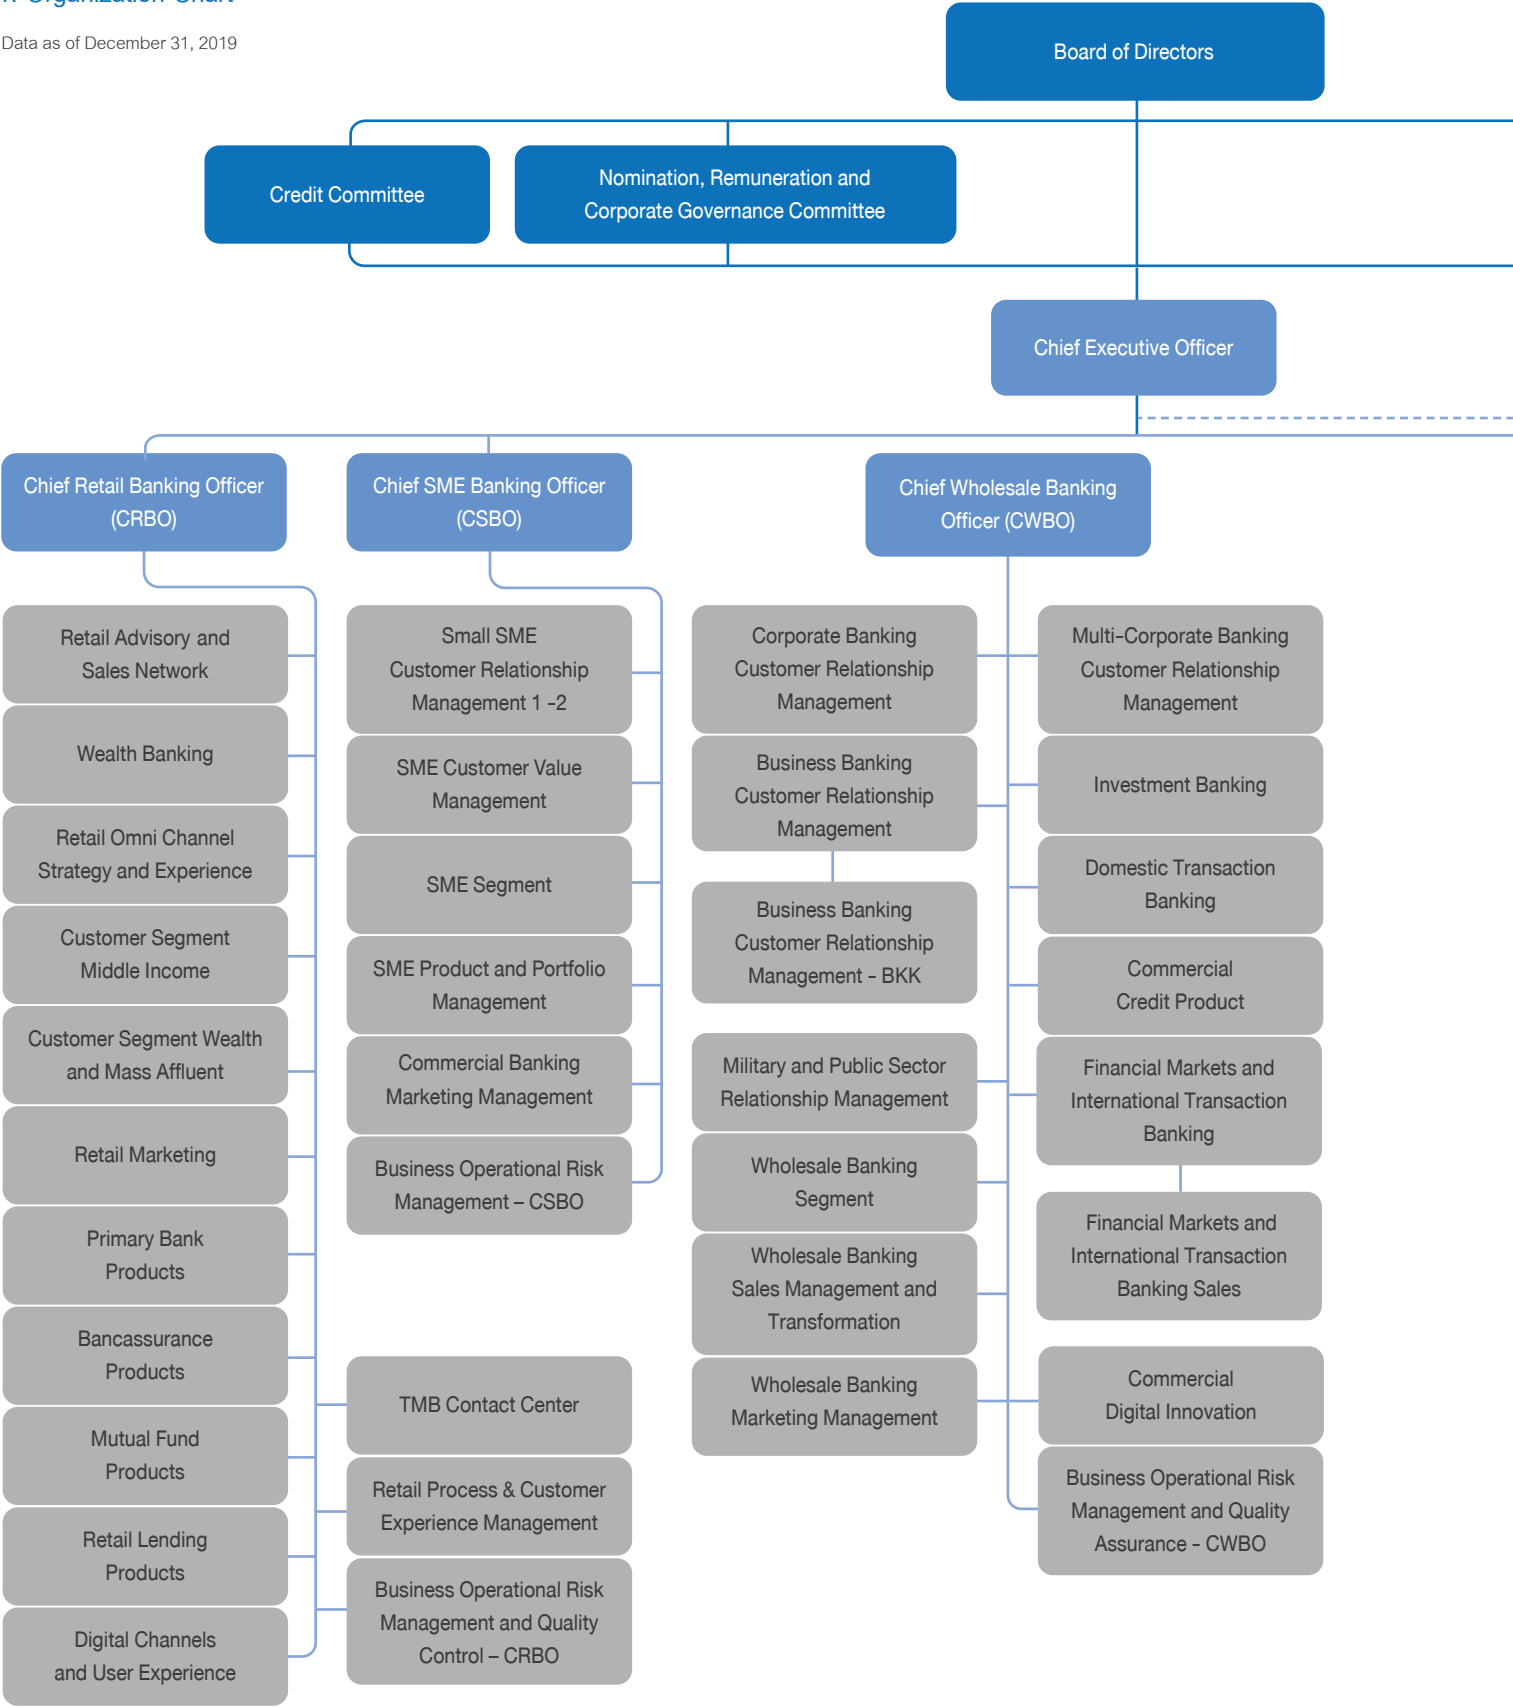 Data as of December 31, 2019
Board of Directors
Credit Committee
Nomination, Remuneration and
Corporate Governance Committee
Chief Executive Officer
Chief Retail Banking Officer
(CRBO)
Chief SME Banking Officer
(CSBO)
Chief Wholesale Banking
Officer (CWBO)
Retail Advisory and
Sales Network
Wealth Banking
Retail Omni Channel
Strategy and Experience
Customer Segment
Middle Income
Customer Segment Wealth
and Mass Affluent
Retail Marketing
Primary Bank
Products
Bancassurance
Products
Mutual Fund
Products
Retail Lending
Products
Digital Channels
and User Experience
Small SME
Customer Relationship
Management 1 -2
SME Customer Value
Management
SME Segment
SME Product and Portfolio
Management
Commercial Banking
Marketing Management
Business Operational Risk
Management – CSBO
TMB Contact Center
Retail Process & Customer
Experience Management
Business Operational Risk
Management and Quality
Control – CRBO
Corporate Banking
Customer Relationship
Management
Business Banking
Customer Relationship
Management
Business Banking
Customer Relationship
Management - BKK
Military and Public Sector
Relationship Management
Wholesale Banking
Segment
Wholesale Banking
Sales Management and
Transformation
Wholesale Banking
Marketing Management
Multi-Corporate Banking
Customer Relationship
Management
Investment Banking
Domestic Transaction
Banking
Commercial
Credit Product
Financial Markets and
International Transaction
Banking
Financial Markets and
International Transaction
Banking Sales
Commercial
Digital Innovation
Business Operational Risk
Management and Quality
Assurance - CWBO